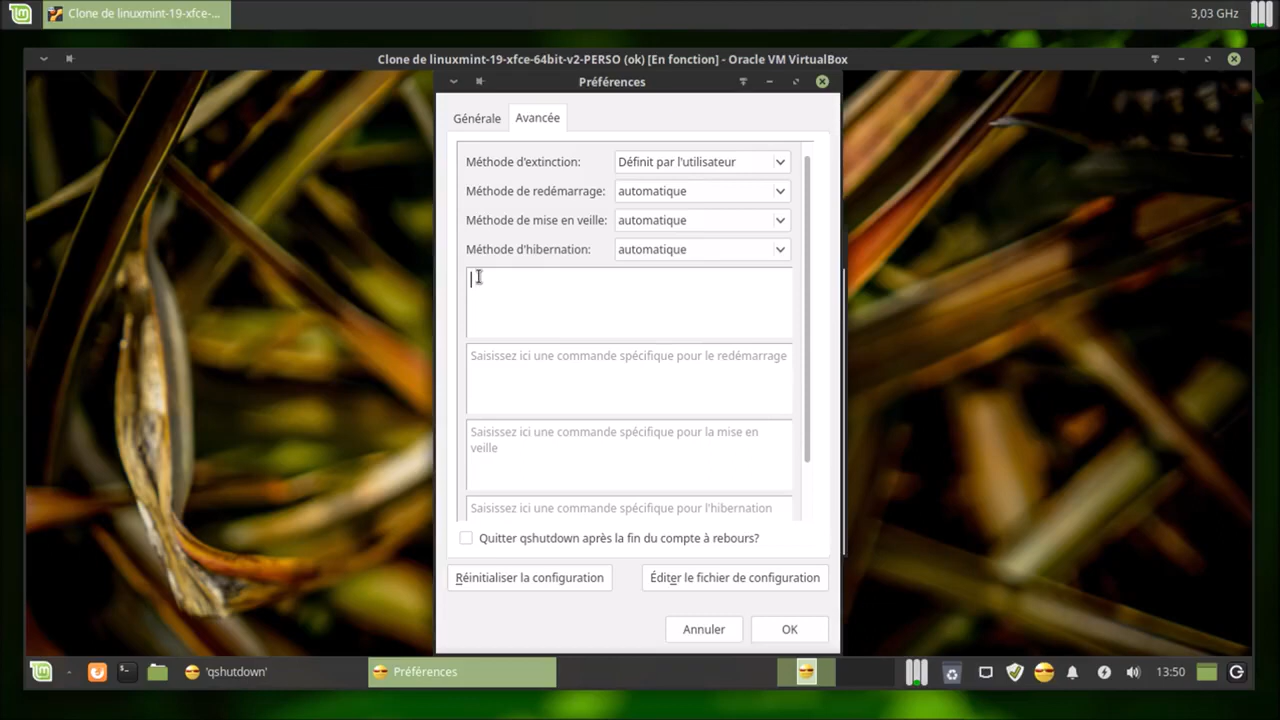 Clone de linuxmint-19-xfce-...
3,03 GHz
Clone de linuxmint-19-xfce-64bit-v2-PERSO (ok) [En fonction] - Oracle VM VirtualBox
Préférences
Générale
Avancée
Méthode d'extinction:
Définit par l'utilisateur
Méthode de redémarrage:
automatique
Méthode de mise en veille:
automatique
Méthode d'hibernation:
automatique
Saisissez ici une commande spécifique pour le redémarrage
Saisissez ici une commande spécifique pour la mise en
veille
Saisissez ici une commande spécifique pour l'hibernation
Quitter qshutdown après la fin du compte à rebours?
Réinitialiser la configuration
Éditer le fichier de configuration
Annuler
OK
'qshutdown'
Préférences
13:50